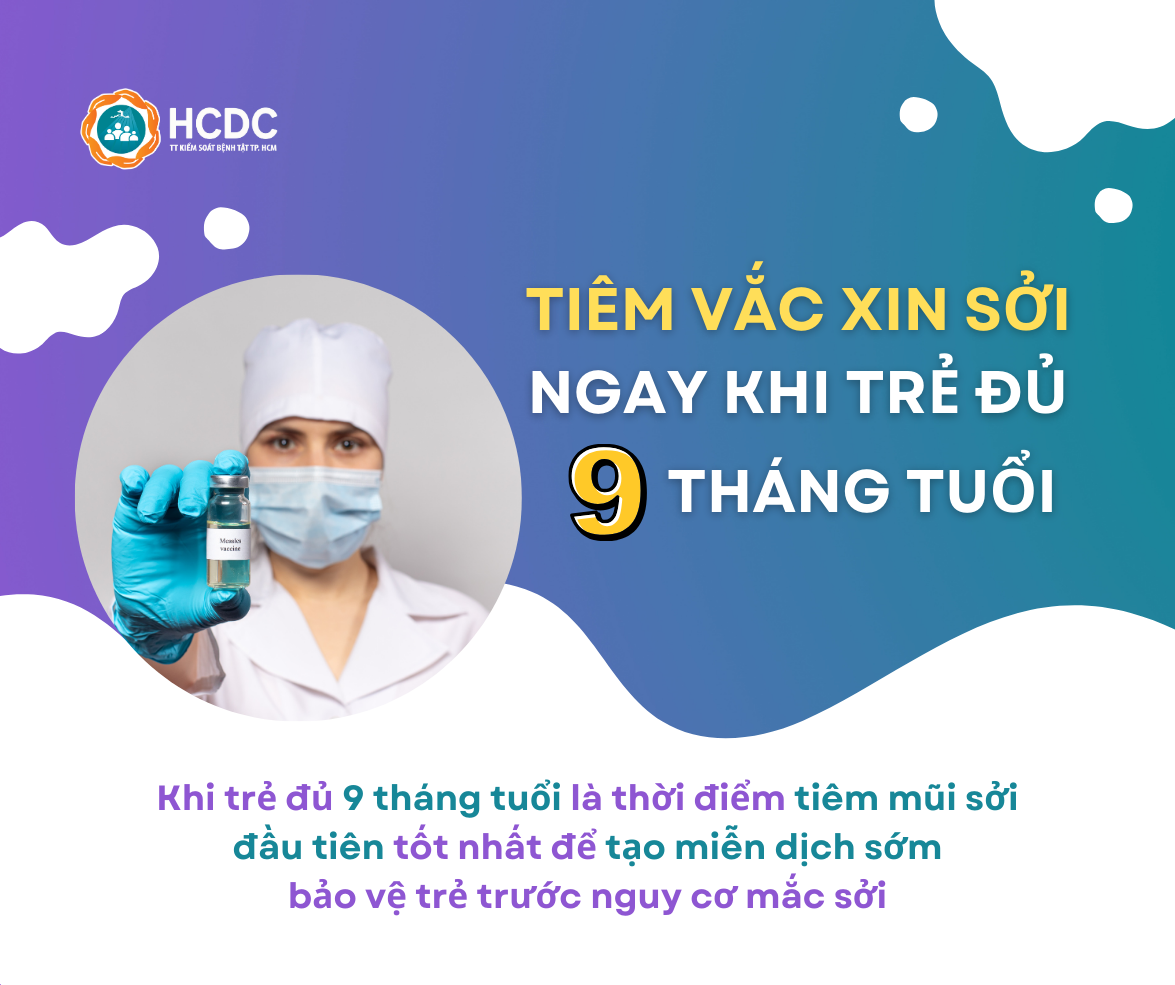 HCDC
TT KIỂM SOÁT BỆNH TẬT TP. HCM
TIÊM VẮC XIN SỞI
NGAY KHI TRẺ ĐỦ
9 THÁNG TUỔI
Measles
vaccine
Khi trẻ đủ 9 tháng tuổi là thời điểm tiêm mũi sởi
đầu tiên tốt nhất để tạo miễn dịch sớm
bảo vệ trẻ trước nguy cơ mắc sởi